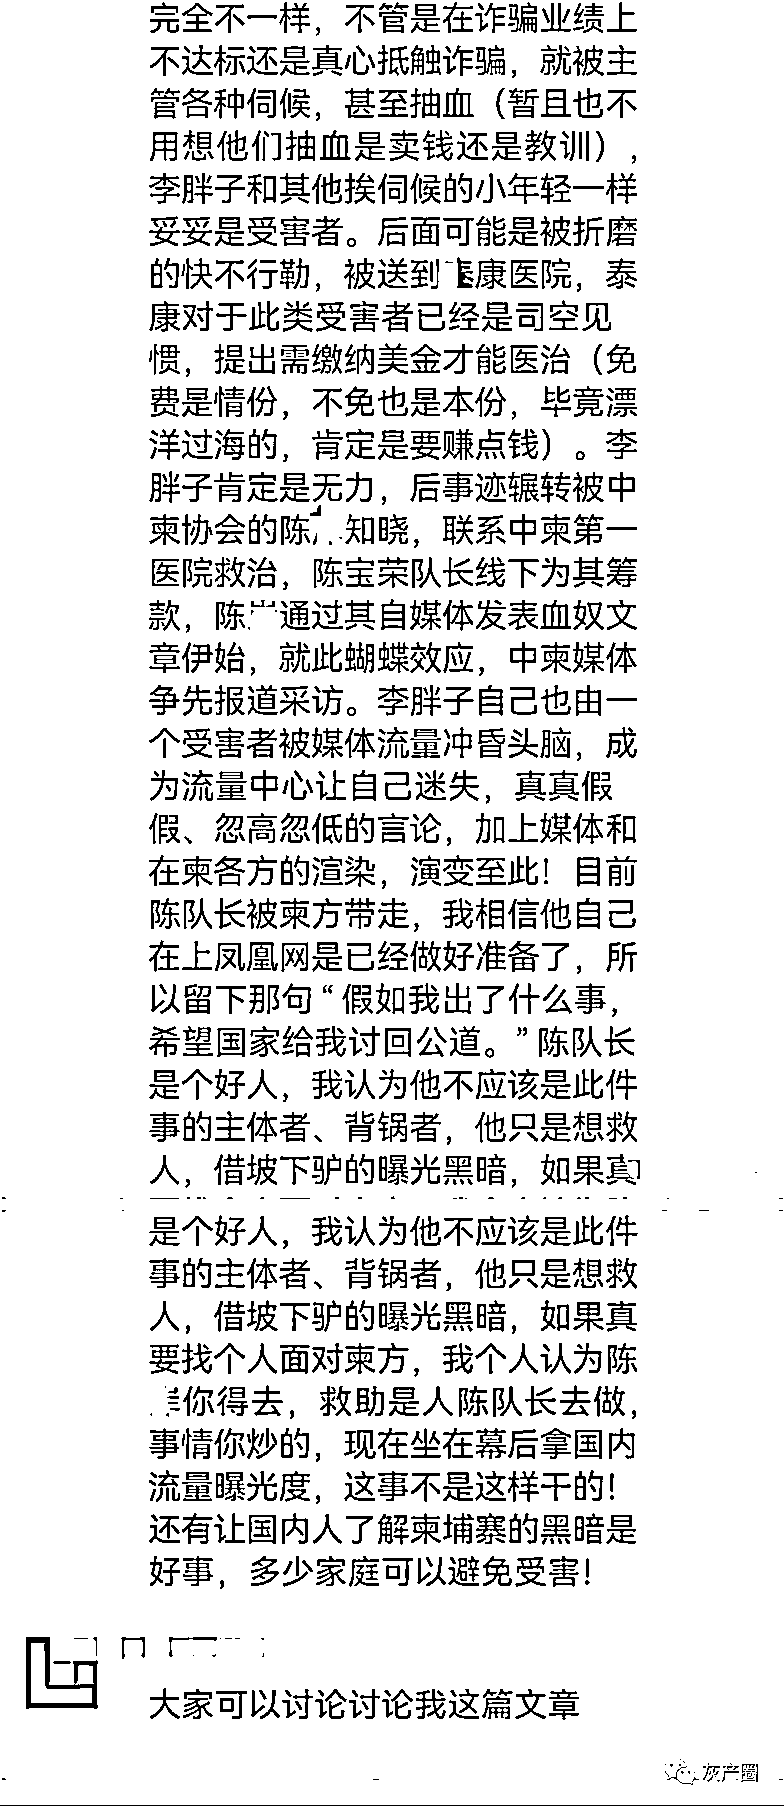 完全不一样，不管是在诈骗业绩上
不达标还是真心抵触诈骗，就被主
管各种伺候，甚至抽血（暂且也不
用想他们抽血是卖钱还是教训），
李胖子和其他挨伺候的小年轻一样
妥妥是受害者。后面可能是被折磨
的快不行勒，被送到康医院，泰
康对于此类受害者已经是司空见
惯，提出需缴纳美金才能医治（免
费是情份，不免也是本份，毕竟漂
洋过海的，肯定是要赚点钱）。李
胖子肯定是无力，后事迹辗转被中
柬协会的陈知晓，联系中柬第一
医院救治，陈宝荣队长线下为其筹
款，陈通过其自媒体发表血奴文
章伊始，就此蝴蝶效应，中柬媒体
争先报道采访。李胖子自己也由一
个受害者被媒体流量冲昏头脑，成
为流量中心让自己迷失，真真假
假、忽高忽低的言论，加上媒体和
在柬各方的渲染，演变至此！目前
陈队长被柬方带走，我相信他自己
在上凤凰网是已经做好准备了，所
以留下那句“假如我出了什么事，
希望国家给我讨回公道。”陈队长
是个好人，我认为他不应该是此件
事的主体者、背锅者，他只是想救
人，借坡下驴的曝光黑暗，如果真
是个好人，我认为他不应该是此件
事的主体者、背锅者，他只是想救
人，借坡下驴的曝光黑暗，如果真
要找个人面对柬方，我个人认为陈
你得去，救助是人陈队长去做，
事情你炒的，现在坐在幕后拿国内
流量曝光度，这事不是这样干的！
还有让国内人了解柬埔寨的黑暗是
好事，多少家庭可以避免受害！
大家可以讨论讨论我这篇文章
灰产圈